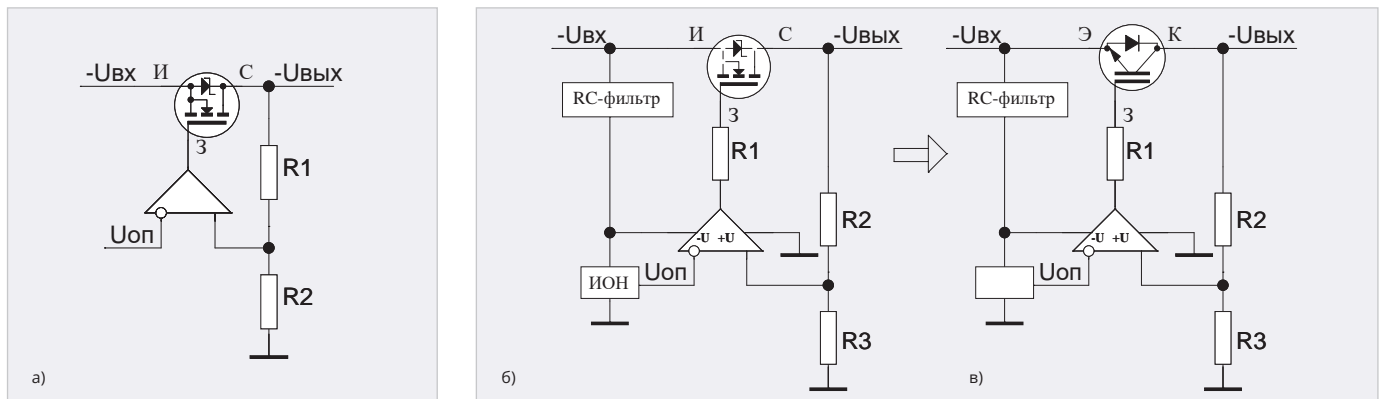 -Uвх
И
С
-Uвых
З
R1
Uоп
R2
а)
-Uвх
И
С
-Uвых
RC-фильтр
З
R1
R2
-U +U
Uоп
ИОН
R3
б)
-Uвх
Э
К
-Uвых
RC-фильтр
З
R1
R2
-U +U
Uоп
R3
в)